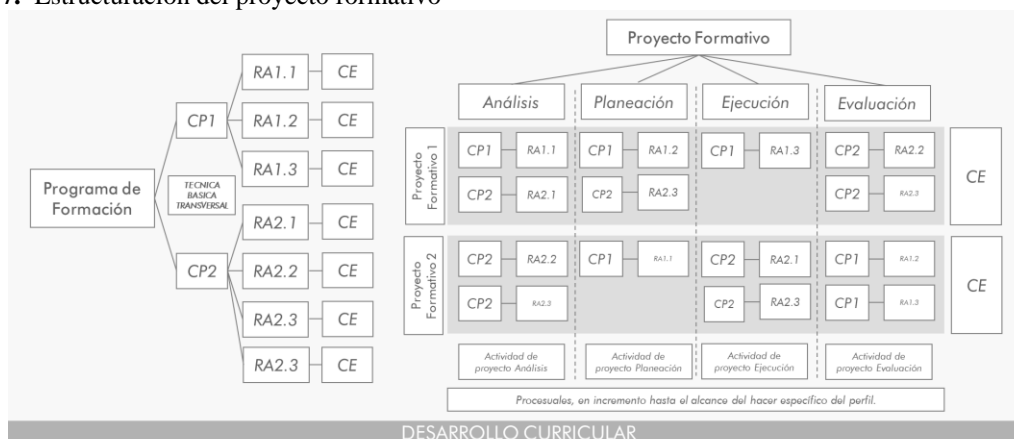 7. Estructuración del proyecto formativo
Programa de
Formación
CP1
TECNICA
BASICA
TRANSVERSAL
CP2
RA1.1
CE
RA1.2
CE
RA1.3
CE
RA2.1
CE
RA2.2
CE
RA2.3
CE
RA2.3
CE
Proyecto Formativo
Análisis
Planeación
Ejecución
Evaluación
Proyecto
Formativo 1
CP1
RA1.1
CP1
RA1.2
CP1
RA1.3
CP2
RA2.2
CP2
RA2.1
CP2
RA2.3
CP2
RA2.3
CE
Proyecto
Formativo 2
CP2
RA2.2
CP1
RA1.1
CP2
RA2.1
CP1
RA1.2
CP2
RA2.3
CP2
RA2.3
CP1
RA1.3
CE
Actividad de
proyecto Análisis
Actividad de
proyecto Planeación
Actividad de
proyecto Ejecución
Actividad de
proyecto Evaluación
Procesuales, en incremento hasta el alcance del hacer específico del perfil.
DESARROLLO CURRICULAR